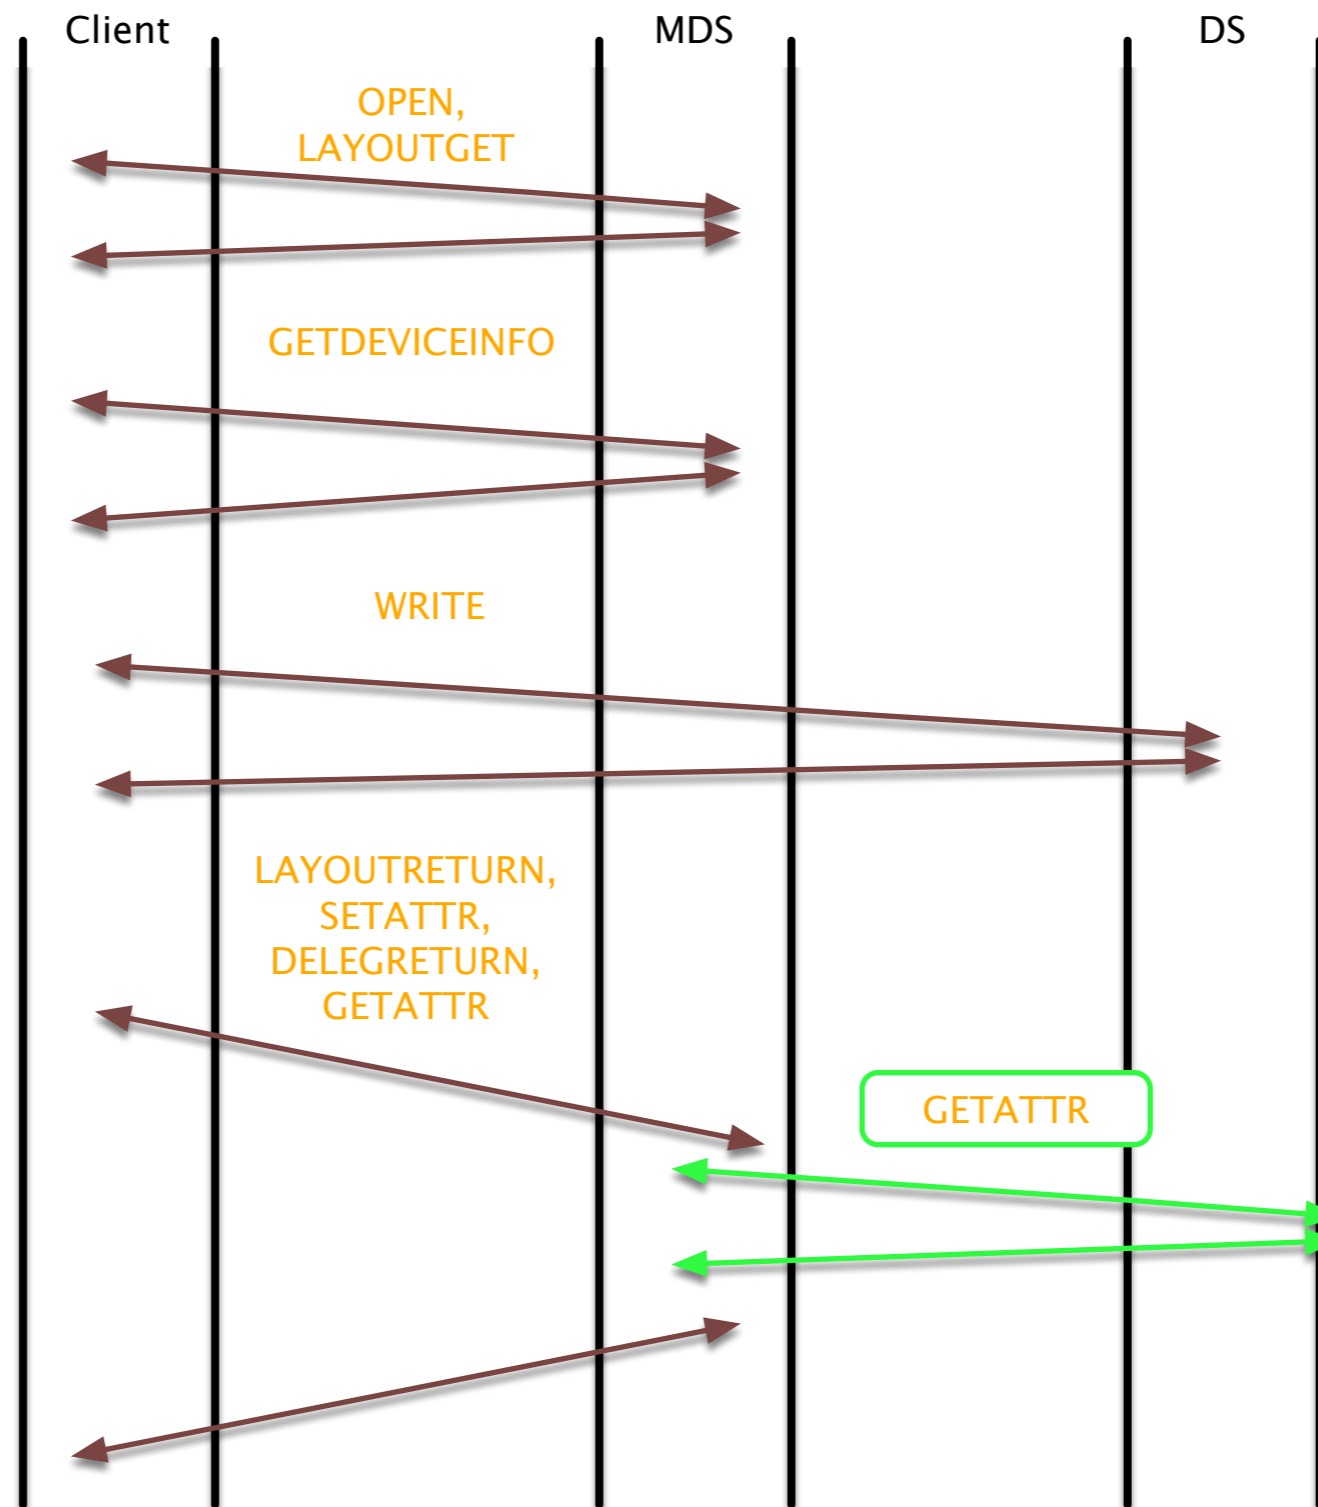 Client
MDS
DS
OPEN,
LAYOUTGET
GETDEVICEINFO
WRITE
LAYOUTRETURN,
SETATTR,
DELEGRETURN,
GETATTR
GETATTR